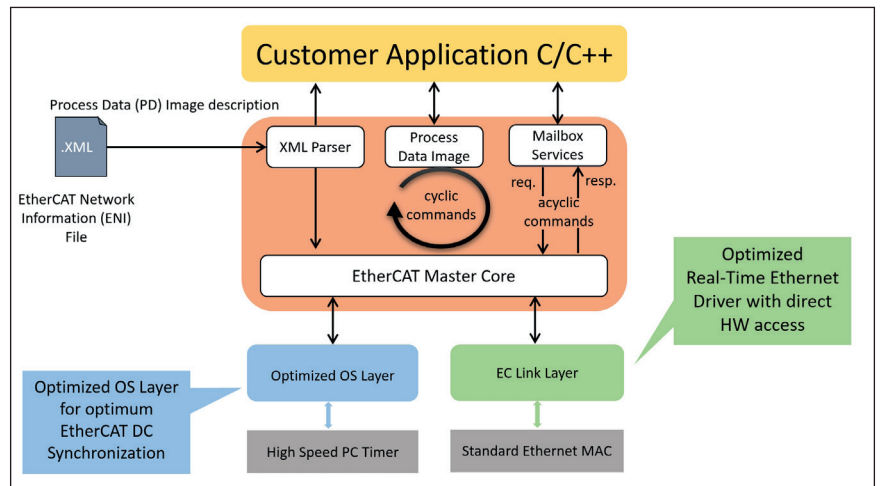 Customer Application C/C++
Process Data (PD) Image description
.XML
XML Parser
Process
Data Image
Mailbox
Services
EtherCAT Network
Information (ENI)
File
cyclic
commands
req.
resp.
acyclic
commands
EtherCAT Master Core
Optimized
Real-Time Ethernet
Driver with direct
HW access
Optimized OS Layer
for optimum
EtherCAT DC
Synchronization
Optimized OS Layer
EC Link Layer
High Speed PC Timer
Standard Ethernet MAC